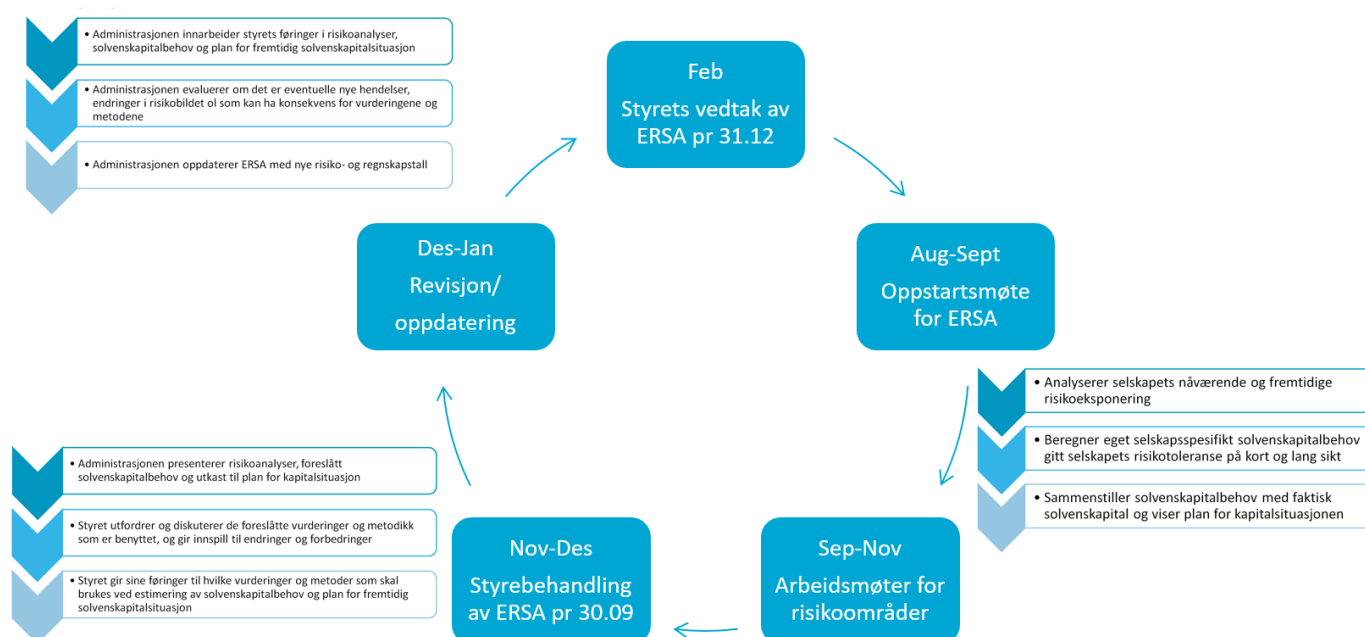 • Administrasjonen innarbeider styrets føringer i risikoanalyser,
solvenskapitalbehov og plan for fremtidig solvenskapitalsituasjon
• Administrasjonen evaluerer om det er eventuelle nye hendelser,
endringer i risikobildet ol som kan ha konsekvens for vurderingene og
metodene
• Administrasjonen oppdaterer ERSA med nye risiko- og regnskapstall
Feb
Styrets vedtak av
ERSA pr 31.12
Aug-Sept
Oppstartsmøte
for ERSA
• Analyserer selskapets nåværende og fremtidige
risikoeksponering
• Beregner eget selskapsspesifikt solvenskapitalbehov
gitt selskapets risikotoleranse på kort og lang sikt
• Sammenstiller solvenskapitalbehov med faktisk
solvenskapital og viser plan for kapitalsituasjonen
Sep-Nov
Arbeidsmøter for
risikoområder
Nov-Des
Styrebehandling
av ERSA pr 30.09
• Administrasjonen presenterer risikoanalyser, foreslått
solvenskapitalbehov og utkast til plan for kapitalsituasjon
• Styret utfordrer og diskuterer de foreslåtte vurderinger og metodikk
som er benyttet, og gir innspill til endringer og forbedringer
• Styret gir sine føringer til hvilke vurderinger og metoder som skal
brukes ved estimering av solvenskapitalbehov og plan for fremtidig
solvenskapitalsituasjon
Des-Jan
Revisjon/
oppdatering